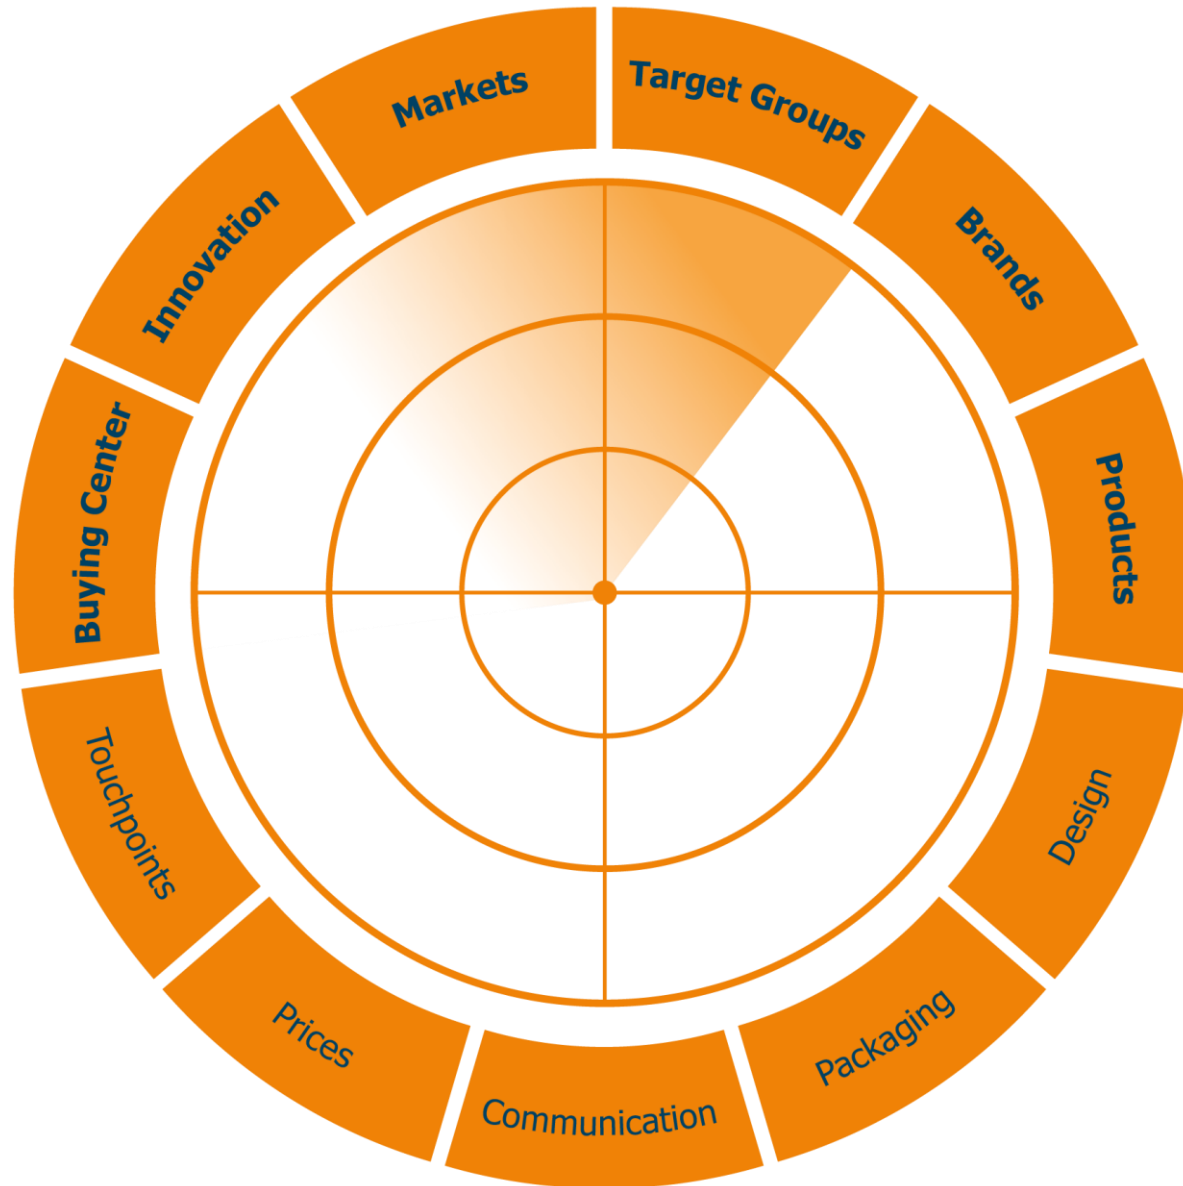 Markets
Target Groups
Brands
Products
Design
Packaging
Communication
Prices
Touchpoints
Buying Center
Innovation